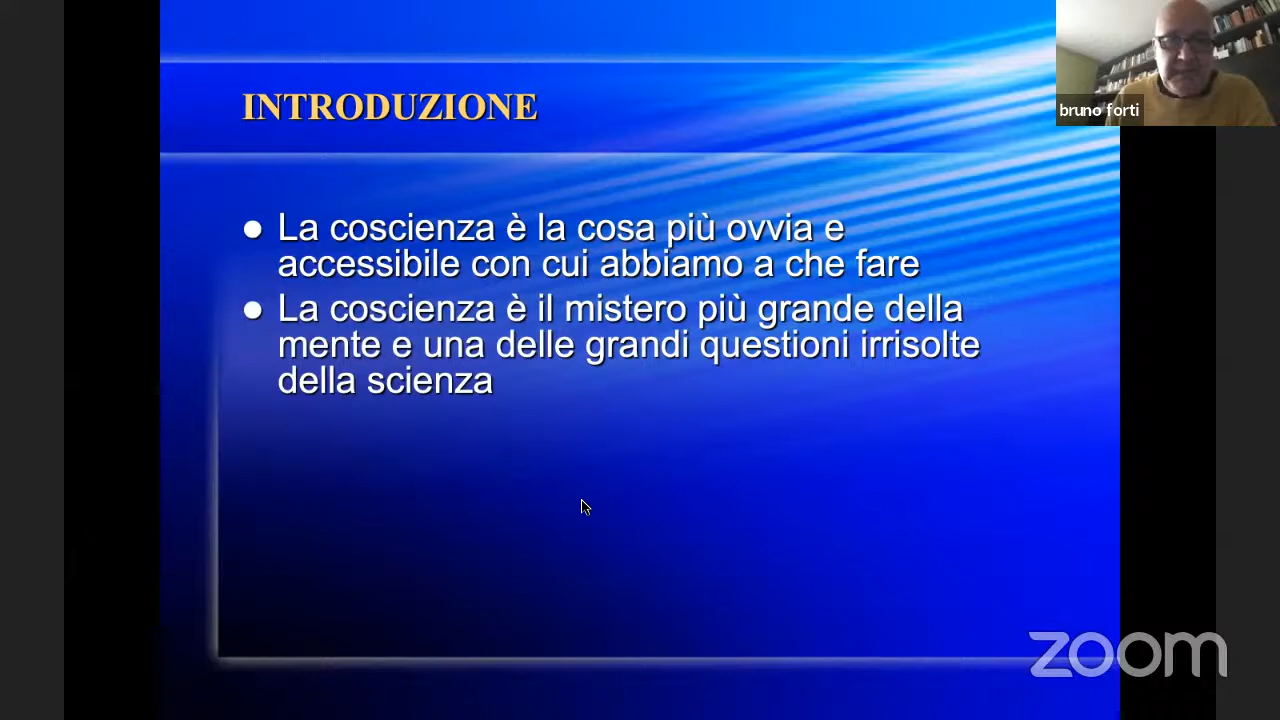 INTRODUZIONE
bruno forti
La coscienza è la cosa più ovvia e
accessibile con cui abbiamo a che fare
La coscienza è il mistero più grande della
mente e una delle grandi questioni irrisolte
della scienza
zoom